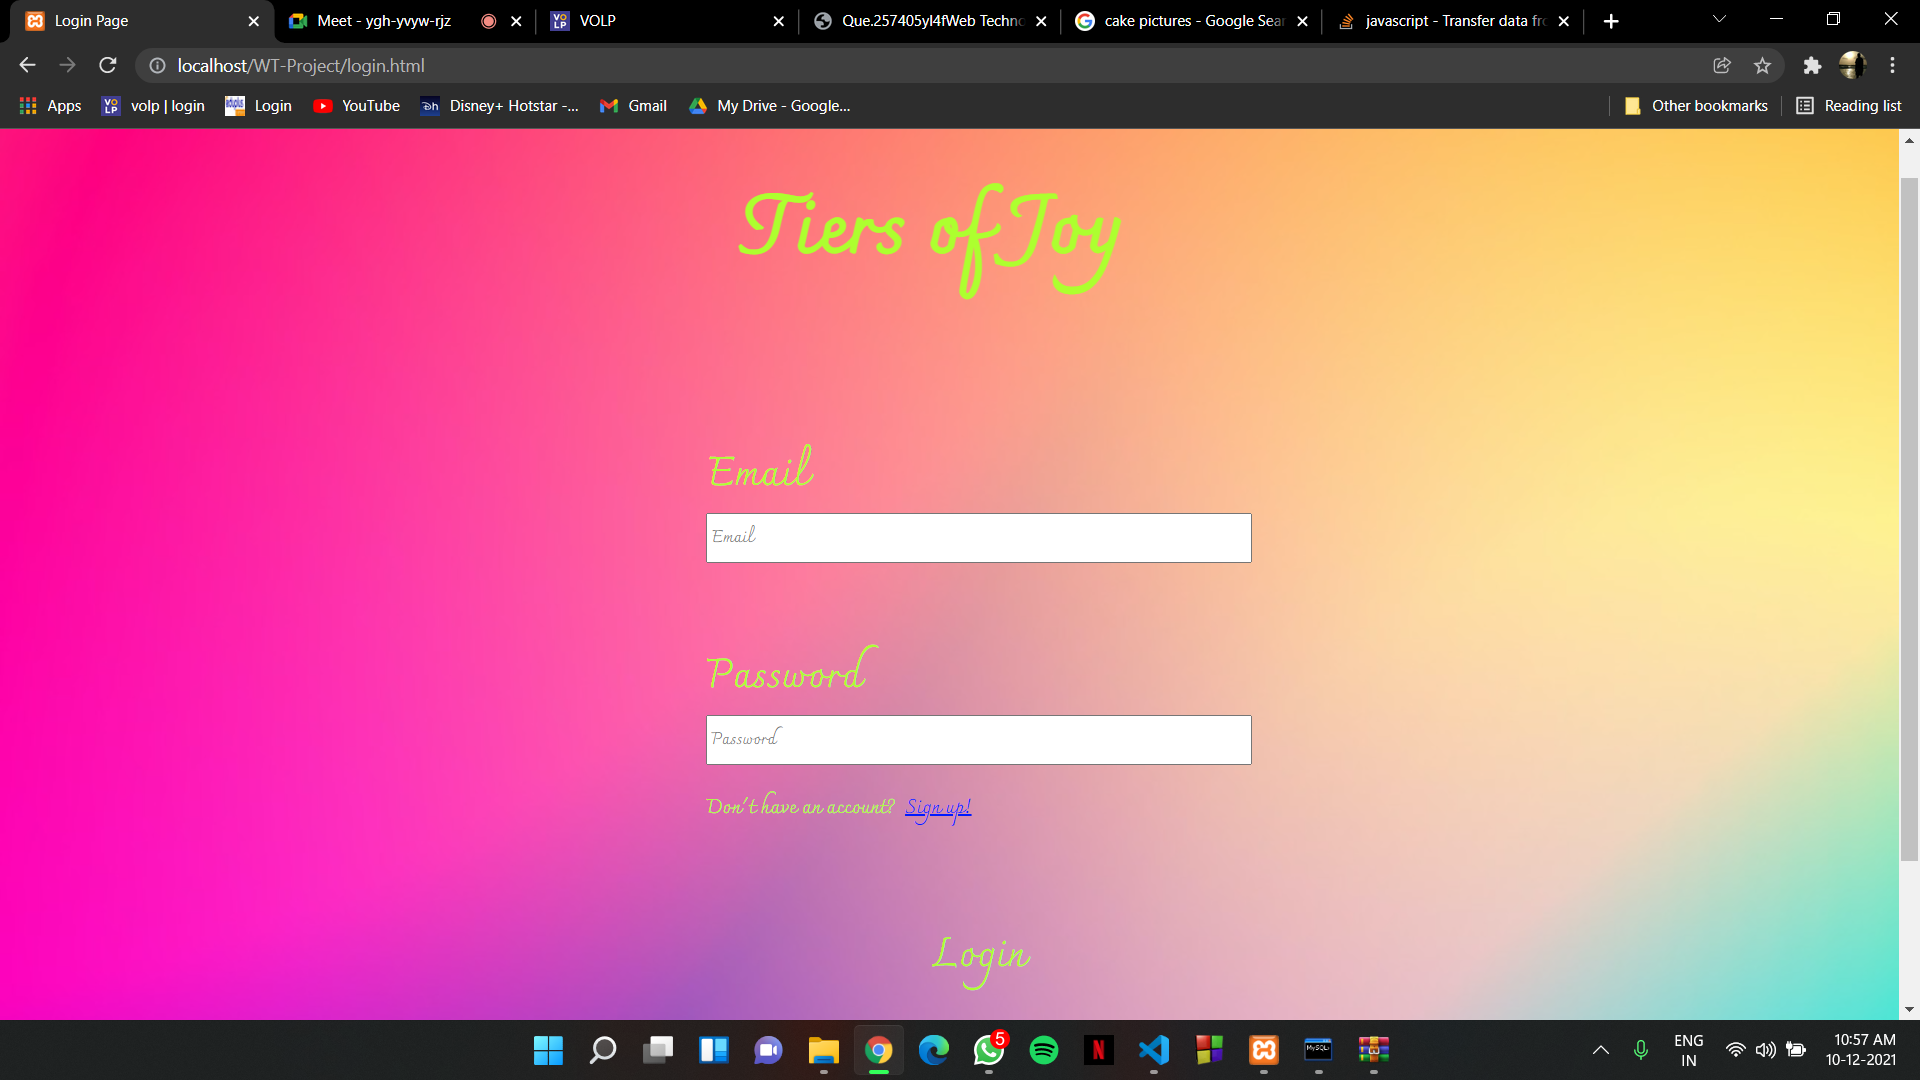 Login Page
Meet - ygh-yvyw-rjz
VOLP
Que.257405yl4fWeb Techno
cake pictures - Google Sear
javascript - Transfer data fro
localhost/WT-Project/login.html
Apps
VOLP
volp | login
eduplus
Login
YouTube
Disney+ Hotstar -...
Gmail
My Drive - Google...
Other bookmarks
Reading list
Tiers of Joy
Email
Email
Password
Password
Don't have an account? Sign up!
Login
5
N
MySQL
ENG
IN
10:57 AM
10-12-2021